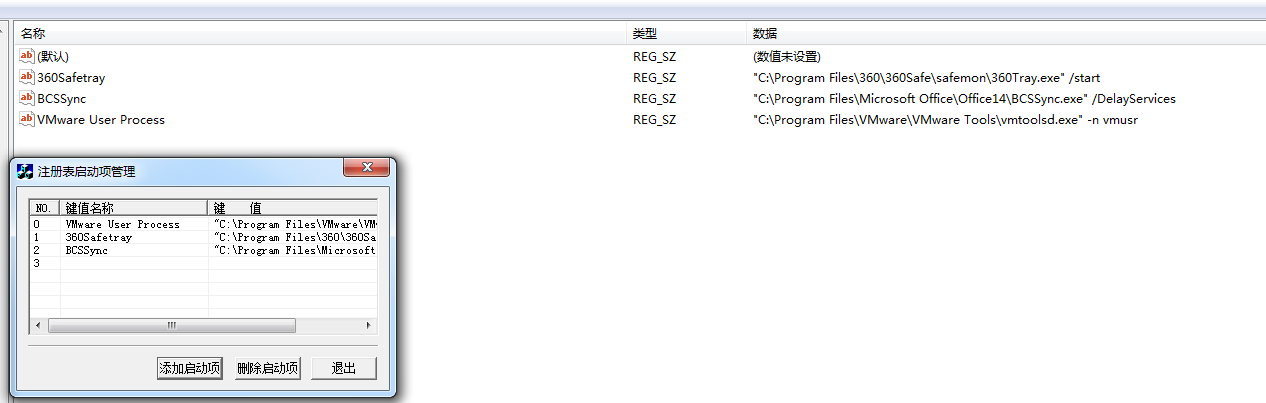 名称 类型 数据
(默认) REG_SZ (数值未设置)
360Safetray REG_SZ "C:\Program Files\360\360Safe\safemon\360Tray.exe" /start
BCSSync REG_SZ "C:\Program Files\Microsoft Office\Office14\BCSSync.exe" /DelayServices
VMware User Process REG_SZ "C:\Program Files\VMware\VMware Tools\vmtoolsd.exe" -n vmusr
注册表启动项管理
NO. 键值名称 键 值
0 VMware User Process "C:\Program Files\VMware\VM
1 360Safetray "C:\Program Files\360\360Sa
2 BCSSync "C:\Program Files\Microsoft
3
添加启动项 删除启动项 退出